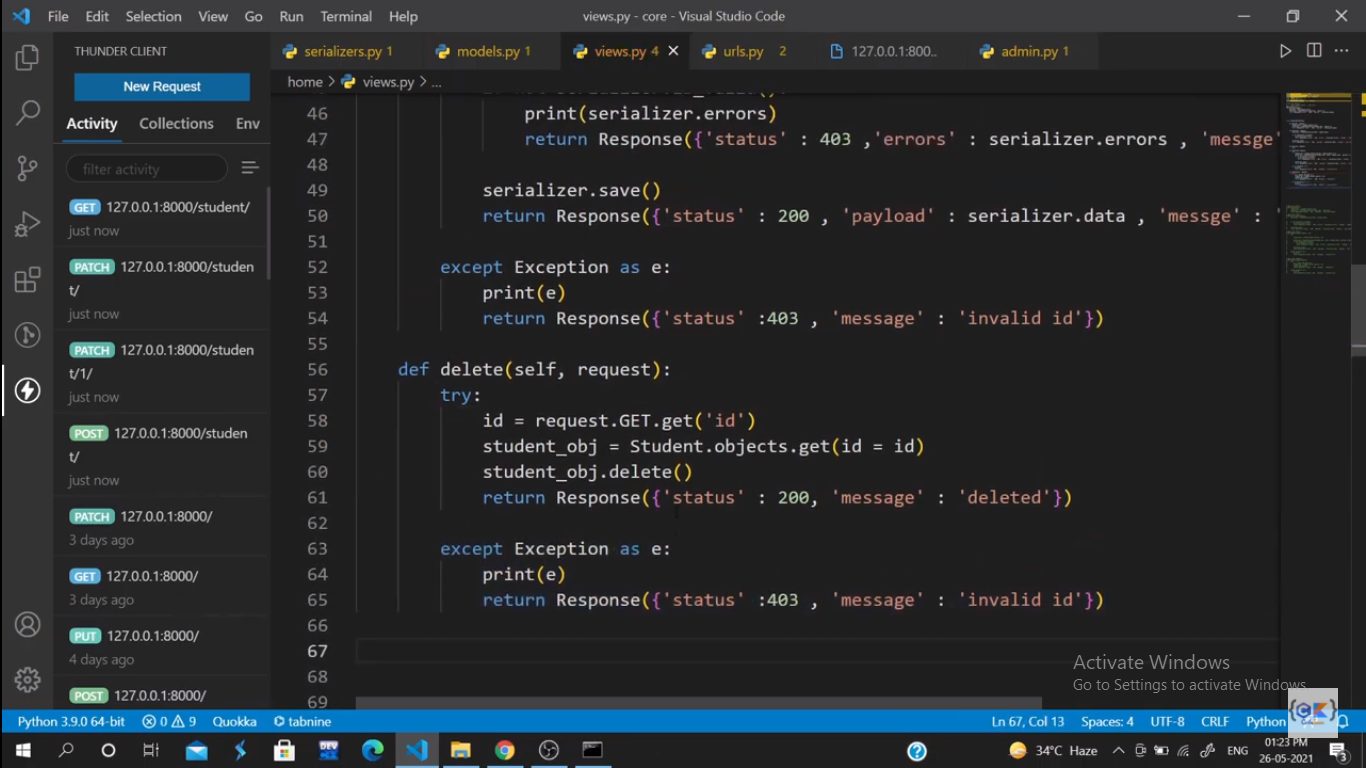 File Edit Selection View Go Run Terminal Help
views.py - core - Visual Studio Code
THUNDER CLIENT
New Request
Activity Collections Env
filter activity
GET 127.0.0.1:8000/student/
just now
PATCH 127.0.0.1:8000/studen
t/
just now
PATCH 127.0.0.1:8000/studen
t/1/
just now
POST 127.0.0.1:8000/studen
t/
just now
PATCH 127.0.0.1:8000/
3 days ago
GET 127.0.0.1:8000/
3 days ago
PUT 127.0.0.1:8000/
4 days ago
POST 127.0.0.1:8000/
serializers.py 1 models.py 1 views.py 4 urls.py 2 127.0.0.1:800.. admin.py 1
home > views.py > ...
46 print(serializer.errors)
47 return Response({'status' : 403 ,'errors' : serializer.errors , 'messge'
48
49 serializer.save()
50 return Response({'status' : 200 , 'payload' : serializer.data , 'messge' : '
51
52 except Exception as e:
53 print(e)
54 return Response({'status' :403 , 'message' : 'invalid id'})
55
56 def delete(self, request):
57 try:
58 id = request.GET.get('id')
59 student_obj = Student.objects.get(id = id)
60 student_obj.delete()
61 return Response({'status' : 200, 'message' : 'deleted'})
62
63 except Exception as e:
64 print(e)
65 return Response({'status' :403 , 'message' : 'invalid id'})
66
67
68
69
Activate Windows
Go to Settings to activate Windows.
Python 3.9.0 64-bit 0 9 Quokka tabnine
Ln 67, Col 13 Spaces: 4 UTF-8 CRLF Python
34°C Haze ENG 01:23 PM
26-05-2021 3